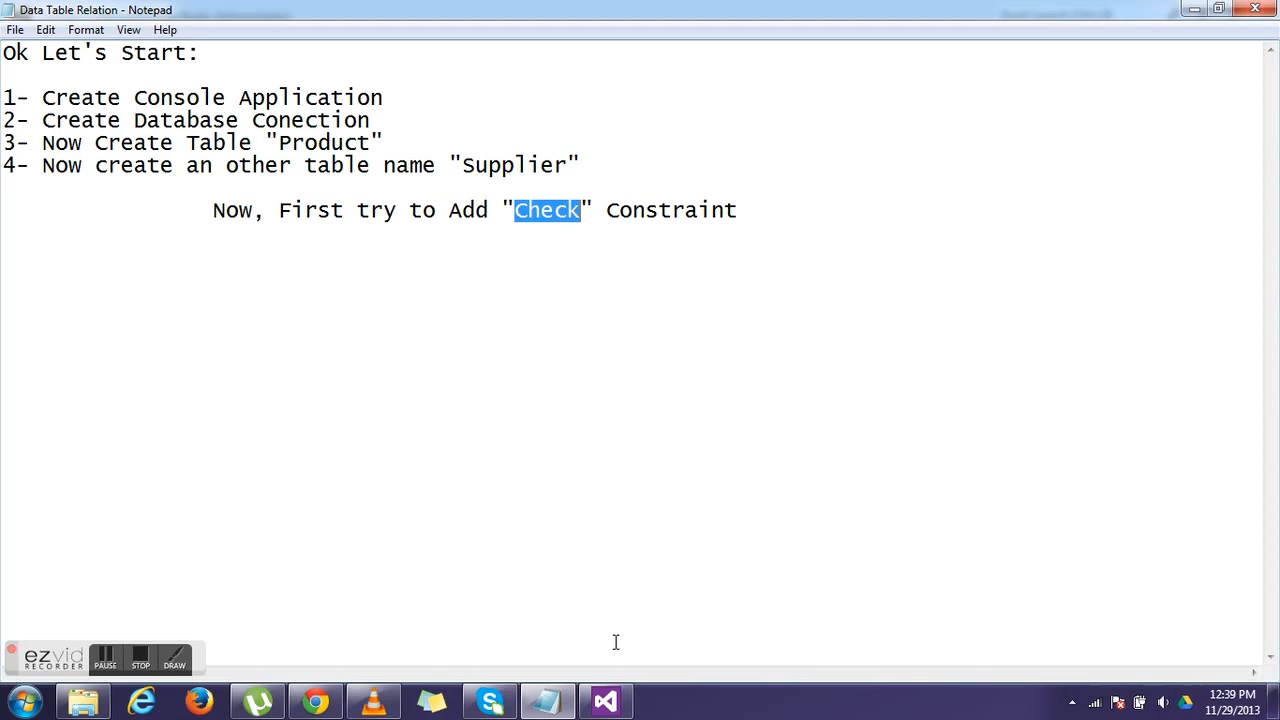 Data Table Relation - Notepad
File Edit Format View Help
Ok Let's Start:
1- Create Console Application
2- Create Database Conection
3- Now Create Table "Product"
4- Now create an other table name "Supplier"
Now, First try to Add "Check" Constraint
ezvid
RECORDER
PAUSE STOP DRAW
12:39 PM
11/29/2013